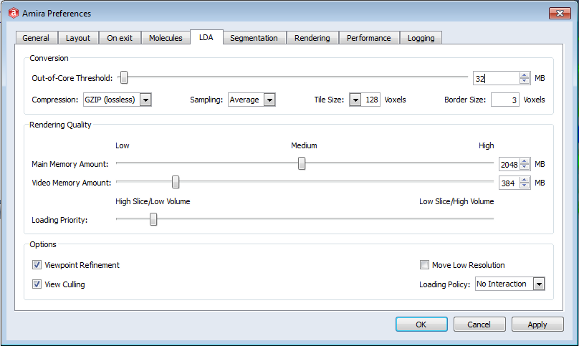 Amira Preferences
General Layout On exit Molecules LDA Segmentation Rendering Performance Logging
Conversion
Out-of-Core Threshold: 32 MB
Compression: GZIP (lossless) Sampling: Average Tile Size: 128 Voxels Border Size: 3 Voxels
Rendering Quality
Low Medium High
Main Memory Amount: 2048 MB
Video Memory Amount: 384 MB
High Slice/Low Volume Low Slice/High Volume
Loading Priority:
Options
Viewpoint Refinement Move Low Resolution
View Culling Loading Policy: No Interaction
OK Cancel Apply